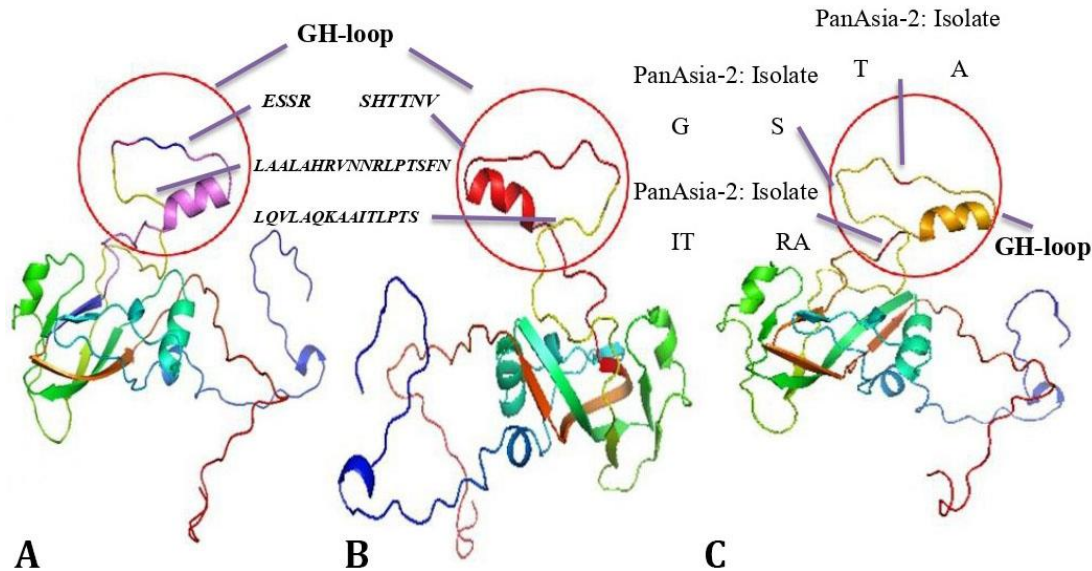 PanAsia-2: Isolate
GH-loop
T A
PanAsia-2: Isolate
ESSR SHTTNV
G S
LAALAHRVNNRLPTSFN
PanAsia-2: Isolate
LQVLAQKAAITLPTS
IT RA
GH-loop
A B C